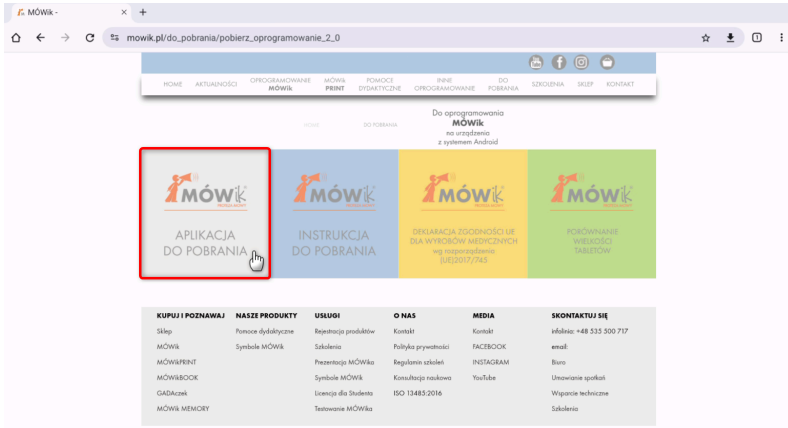 MÓWik -
mowik.pl/do_pobrania/pobierz_oprogramowanie_2_0
HOME AKTUALNOŚCI OPROGRAMOWANIE MÓWik MÓWik PRINT POMOCE DYDAKTYCZNE INNE OPROGRAMOWANIE DO POBRANIA SZKOLENIA SKLEP KONTAKT
HOME DO POBRANIA
Do oprogramowania
MÓWik
na urządzenia
z systemem Android
MÓWik
APLIKACJA
DO POBRANIA
MÓWik
INSTRUKCJA
DO POBRANIA
MÓWik
DEKLARACJA ZGODNOŚCI UE
DLA WYROBÓW MEDYCZNYCH
wg rozporządzenia
(UE)2017/745
MÓWik
PORÓWNANIE
WIELKOŚCI
TABLETÓW
KUPUJ I POZNAWAJ NASZE PRODUKTY USŁUGI O NAS MEDIA SKONTAKTUJ SIĘ
Sklep Pomoce dydaktyczne Rejestracja produktów Kontakt Kontakt infolinia: +48 535 500 717
MÓWik Symbole MÓWik Szkolenia Polityka prywatności FACEBOOK email:
MÓWikPRINT Prezentacja MÓWika Regulamin szkoleń INSTAGRAM Biuro
MÓWikBOOK Symbole MÓWik Konsultacja naukowa YouTube Umawianie spotkań
GADAczek Licencja dla Studenta ISO 13485:2016 Wsparcie techniczne
MÓWik MEMORY Testowanie MÓWika Szkolenia